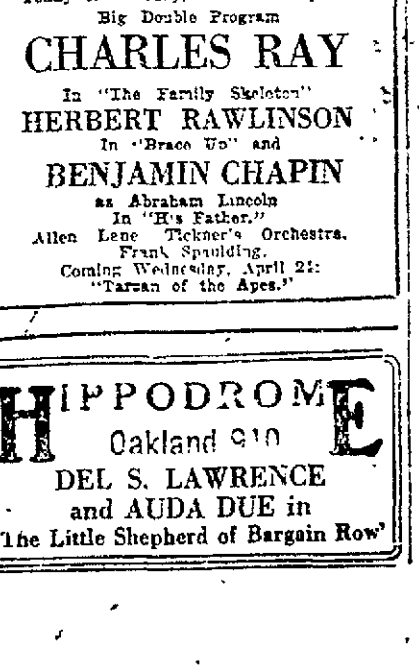 Big Double Program
CHARLES RAY
In "The Family Skeleton"
HERBERT RAWLINSON
In "Brace Up" and
BENJAMIN CHAPIN
as Abraham Lincoln
In "His Father."
Allen Lane Tickner's Orchestra.
Frank Spaulding.
Coming Wednesday, April 21:
"Tarzan of the Apes."
HIPPODROME
Oakland 910
DEL S. LAWRENCE
and AUDA DUE in
'The Little Shepherd of Bargain Row'